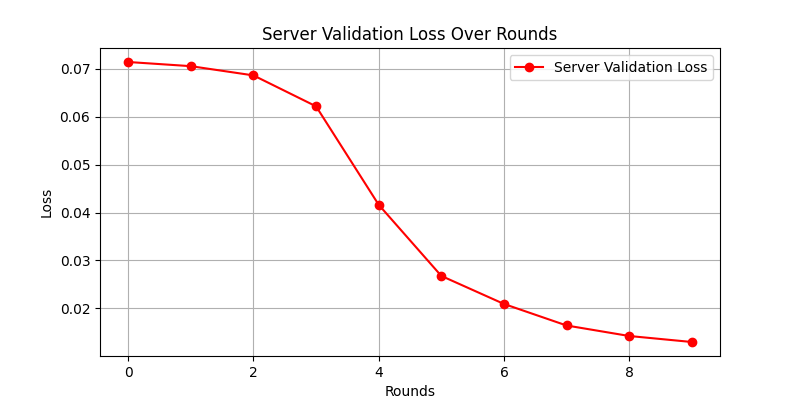 Server Validation Loss Over Rounds
Server Validation Loss
0.07
0.06
0.05
0.04
0.03
0.02
Loss
0
2
4
6
8
Rounds